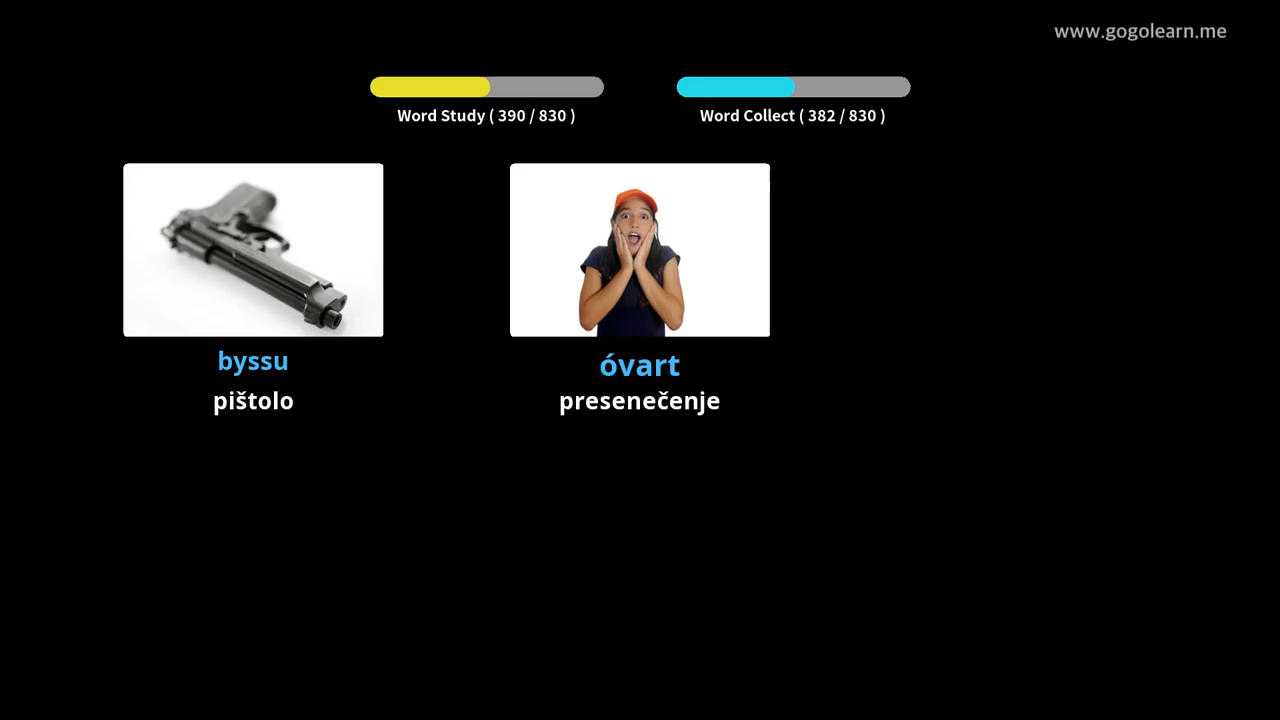 www.gogolearn.me
Word Study ( 390 / 830 )
Word Collect ( 382 / 830 )
byssu
pištolo
óvart
presenečenje